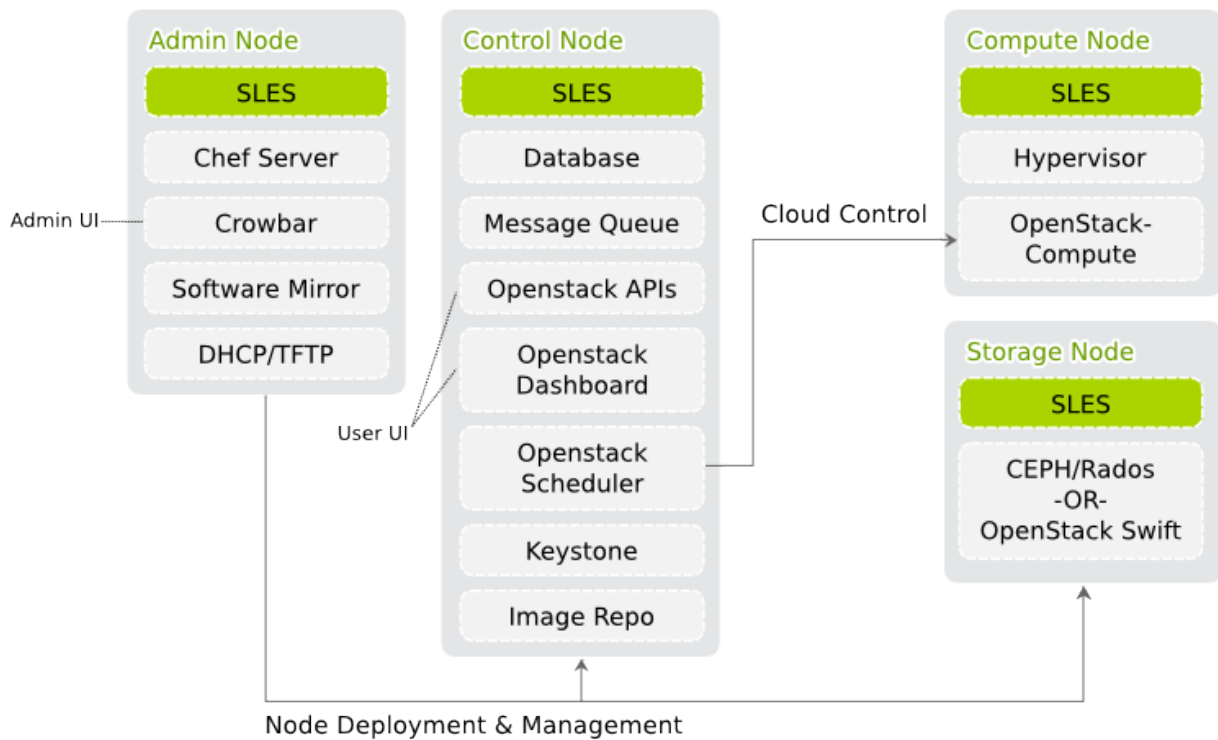 Admin Node
SLES
Chef Server
Admin UI
Crowbar
Software Mirror
DHCP/TFTP
Control Node
SLES
Database
Message Queue
Openstack APIs
Openstack
Dashboard
User UI
Openstack
Scheduler
Keystone
Image Repo
Cloud Control
Compute Node
SLES
Hypervisor
OpenStack-
Compute
Storage Node
SLES
CEPH/Rados
-OR-
OpenStack Swift
Node Deployment & Management